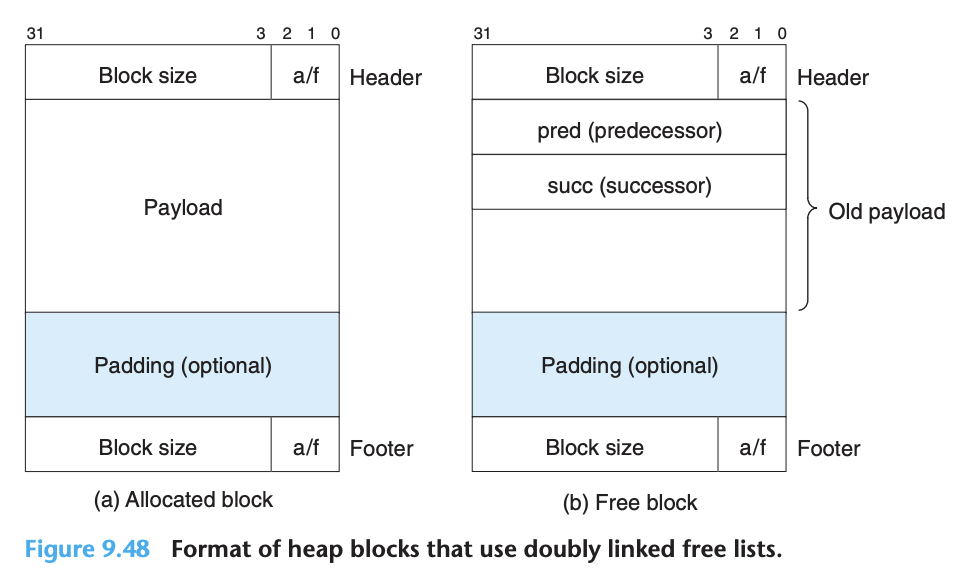 31 3 2 1 0
Block size a/f Header
Payload
Padding (optional)
Block size a/f Footer
(a) Allocated block
31 3 2 1 0
Block size a/f Header
pred (predecessor)
succ (successor)
Old payload
Padding (optional)
Block size a/f Footer
(b) Free block
Figure 9.48 Format of heap blocks that use doubly linked free lists.